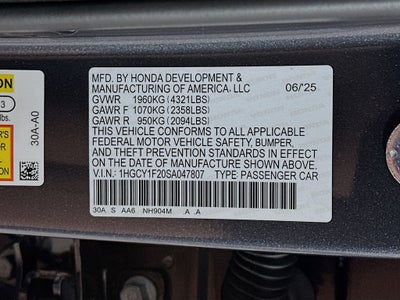 MFD. BY HONDA DEVELOPMENT &
MANUFACTURING OF AMERICA, LLC 06/25
GVWR 1960KG(4321LBS)
GAWR F 1070KG(2358LBS)
GAWR R 950KG(2094LBS)
THIS VEHICLE CONFORMS TO ALL APPLICABLE
FEDERAL MOTOR VEHICLE SAFETY, BUMPER,
AND THEFT PREVENTION STANDARDS IN EFFECT ON
THE DATE OF MANUFACTURE SHOWN ABOVE.
V.I.N.: 1HGCY1F20SA047807 TYPE: PASSENGER CAR
30A S AA6 NH904M .A .A
ION
3
30A-A0